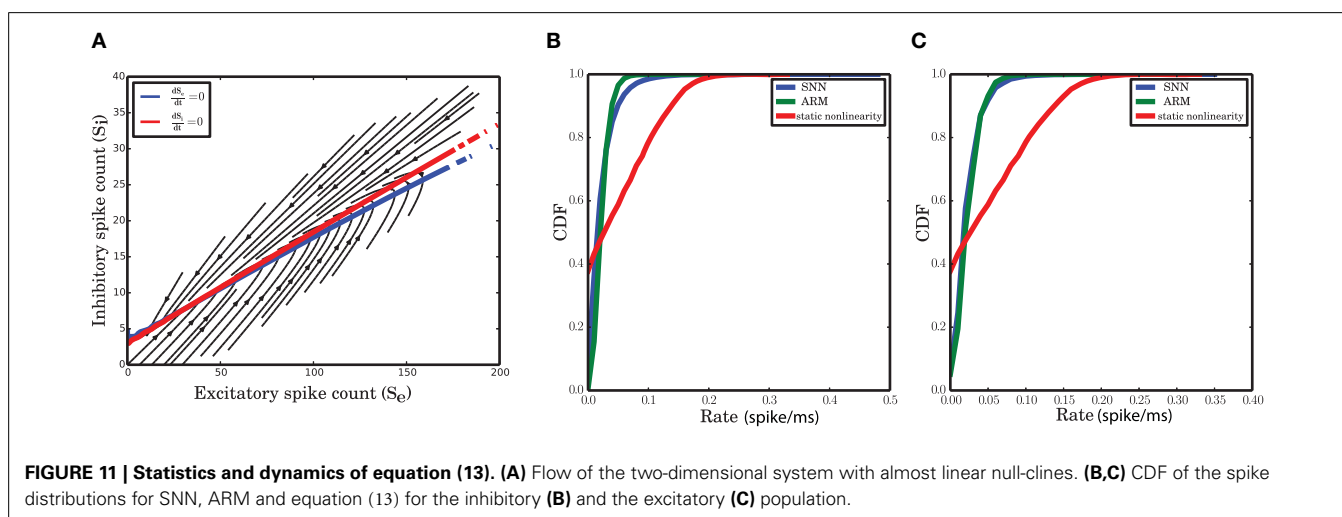 A
40
35
30
25
20
15
10
5
0
Inhibitory spike count (Si)
dSe/dt = 0
dSi/dt = 0
0 50 100 150 200
Excitatory spike count (Se)
B
1.0
0.8
0.6
0.4
0.2
0.0
CDF
SNN
ARM
static nonlinearity
0.0 0.1 0.2 0.3 0.4 0.5
Rate (spike/ms)
C
1.0
0.8
0.6
0.4
0.2
0.0
CDF
SNN
ARM
static nonlinearity
0.00 0.05 0.10 0.15 0.20 0.25 0.30 0.35 0.40
Rate (spike/ms)
FIGURE 11 | Statistics and dynamics of equation (13). (A) Flow of the two-dimensional system with almost linear null-clines. (B,C) CDF of the spike
distributions for SNN, ARM and equation (13) for the inhibitory (B) and the excitatory (C) population.